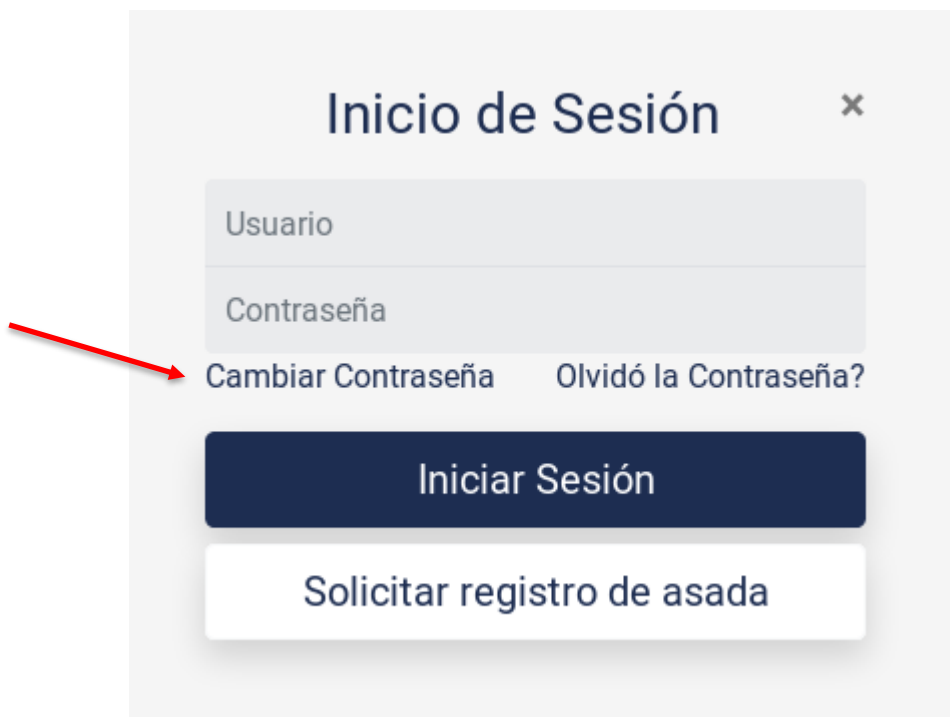 Inicio de Sesión ×
Usuario
Contraseña
Cambiar Contraseña Olvidó la Contraseña?
Iniciar Sesión
Solicitar registro de asada